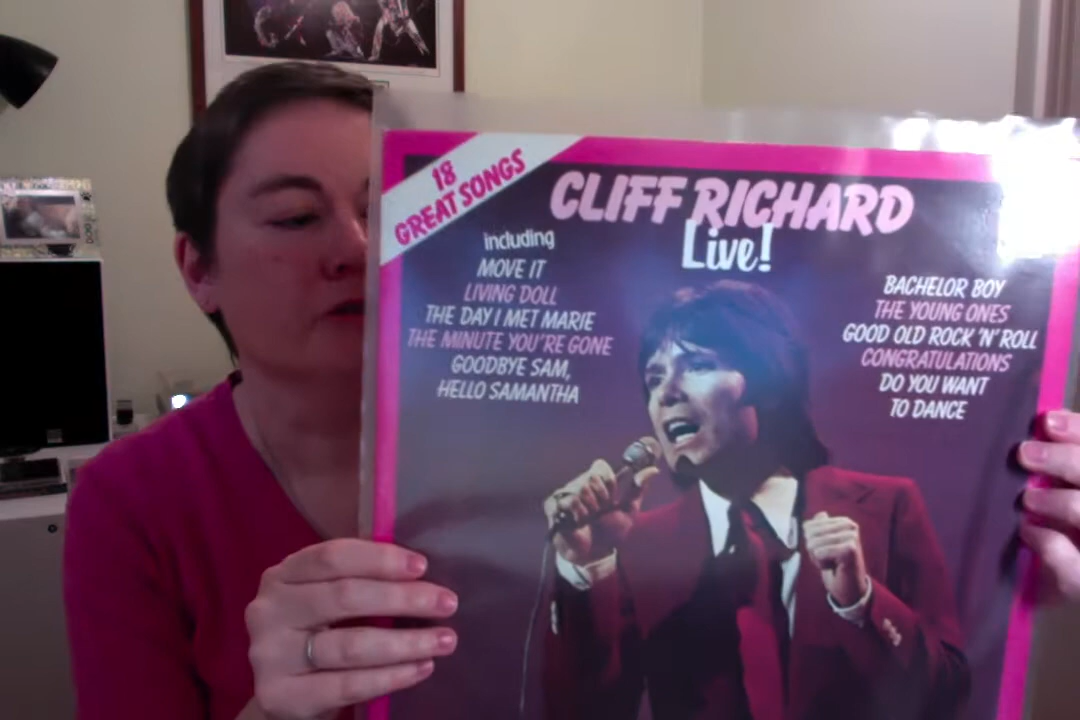 18
GREAT SONGS
CLIFF RICHARD
Live!
including
MOVE IT
LIVING DOLL
THE DAY I MET MARIE
THE MINUTE YOU'RE GONE
GOODBYE SAM,
HELLO SAMANTHA
BACHELOR BOY
THE YOUNG ONES
GOOD OLD ROCK 'N' ROLL
CONGRATULATIONS
DO YOU WANT
TO DANCE